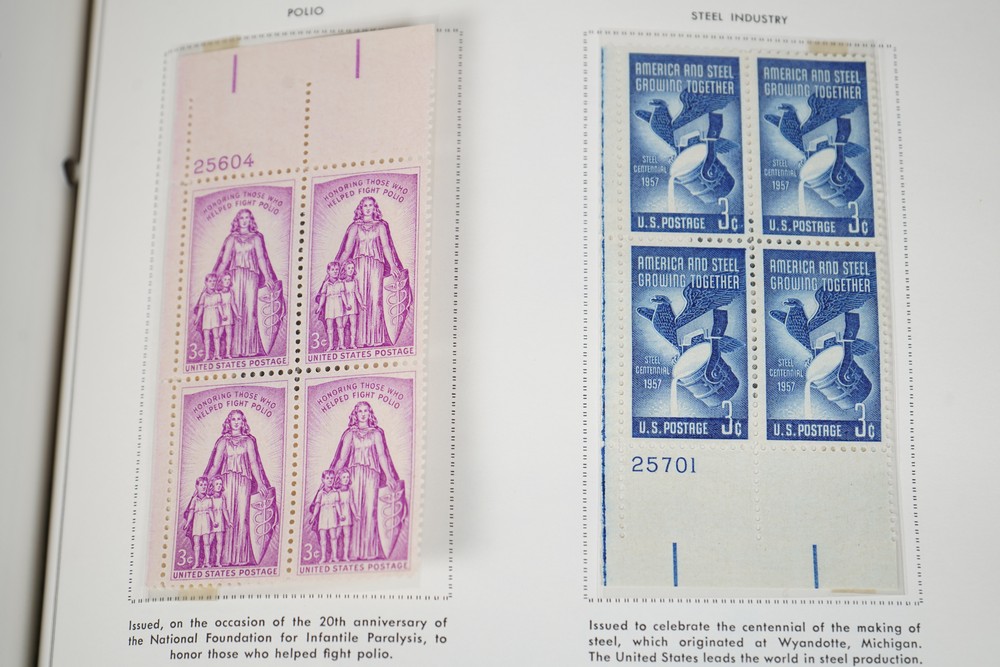 POLIO
25604
HONORING THOSE WHO
HELPED FIGHT POLIO
3¢
UNITED STATES POSTAGE
HONORING THOSE WHO
HELPED FIGHT POLIO
3¢
UNITED STATES POSTAGE
HONORING THOSE WHO
HELPED FIGHT POLIO
3¢
UNITED STATES POSTAGE
HONORING THOSE WHO
HELPED FIGHT POLIO
3¢
UNITED STATES POSTAGE
Issued, on the occasion of the 20th anniversary of
the National Foundation for Infantile Paralysis, to
honor those who helped fight polio.
STEEL INDUSTRY
AMERICA AND STEEL
GROWING TOGETHER
STEEL
CENTENNIAL
1957
U.S. POSTAGE 3¢
AMERICA AND STEEL
GROWING TOGETHER
STEEL
CENTENNIAL
1957
U.S. POSTAGE 3¢
AMERICA AND STEEL
GROWING TOGETHER
STEEL
CENTENNIAL
1957
U.S. POSTAGE 3¢
AMERICA AND STEEL
GROWING TOGETHER
STEEL
CENTENNIAL
1957
U.S. POSTAGE 3¢
25701
Issued to celebrate the centennial of the making of
steel, which originated at Wyandotte, Michigan.
The United States leads the world in steel production.